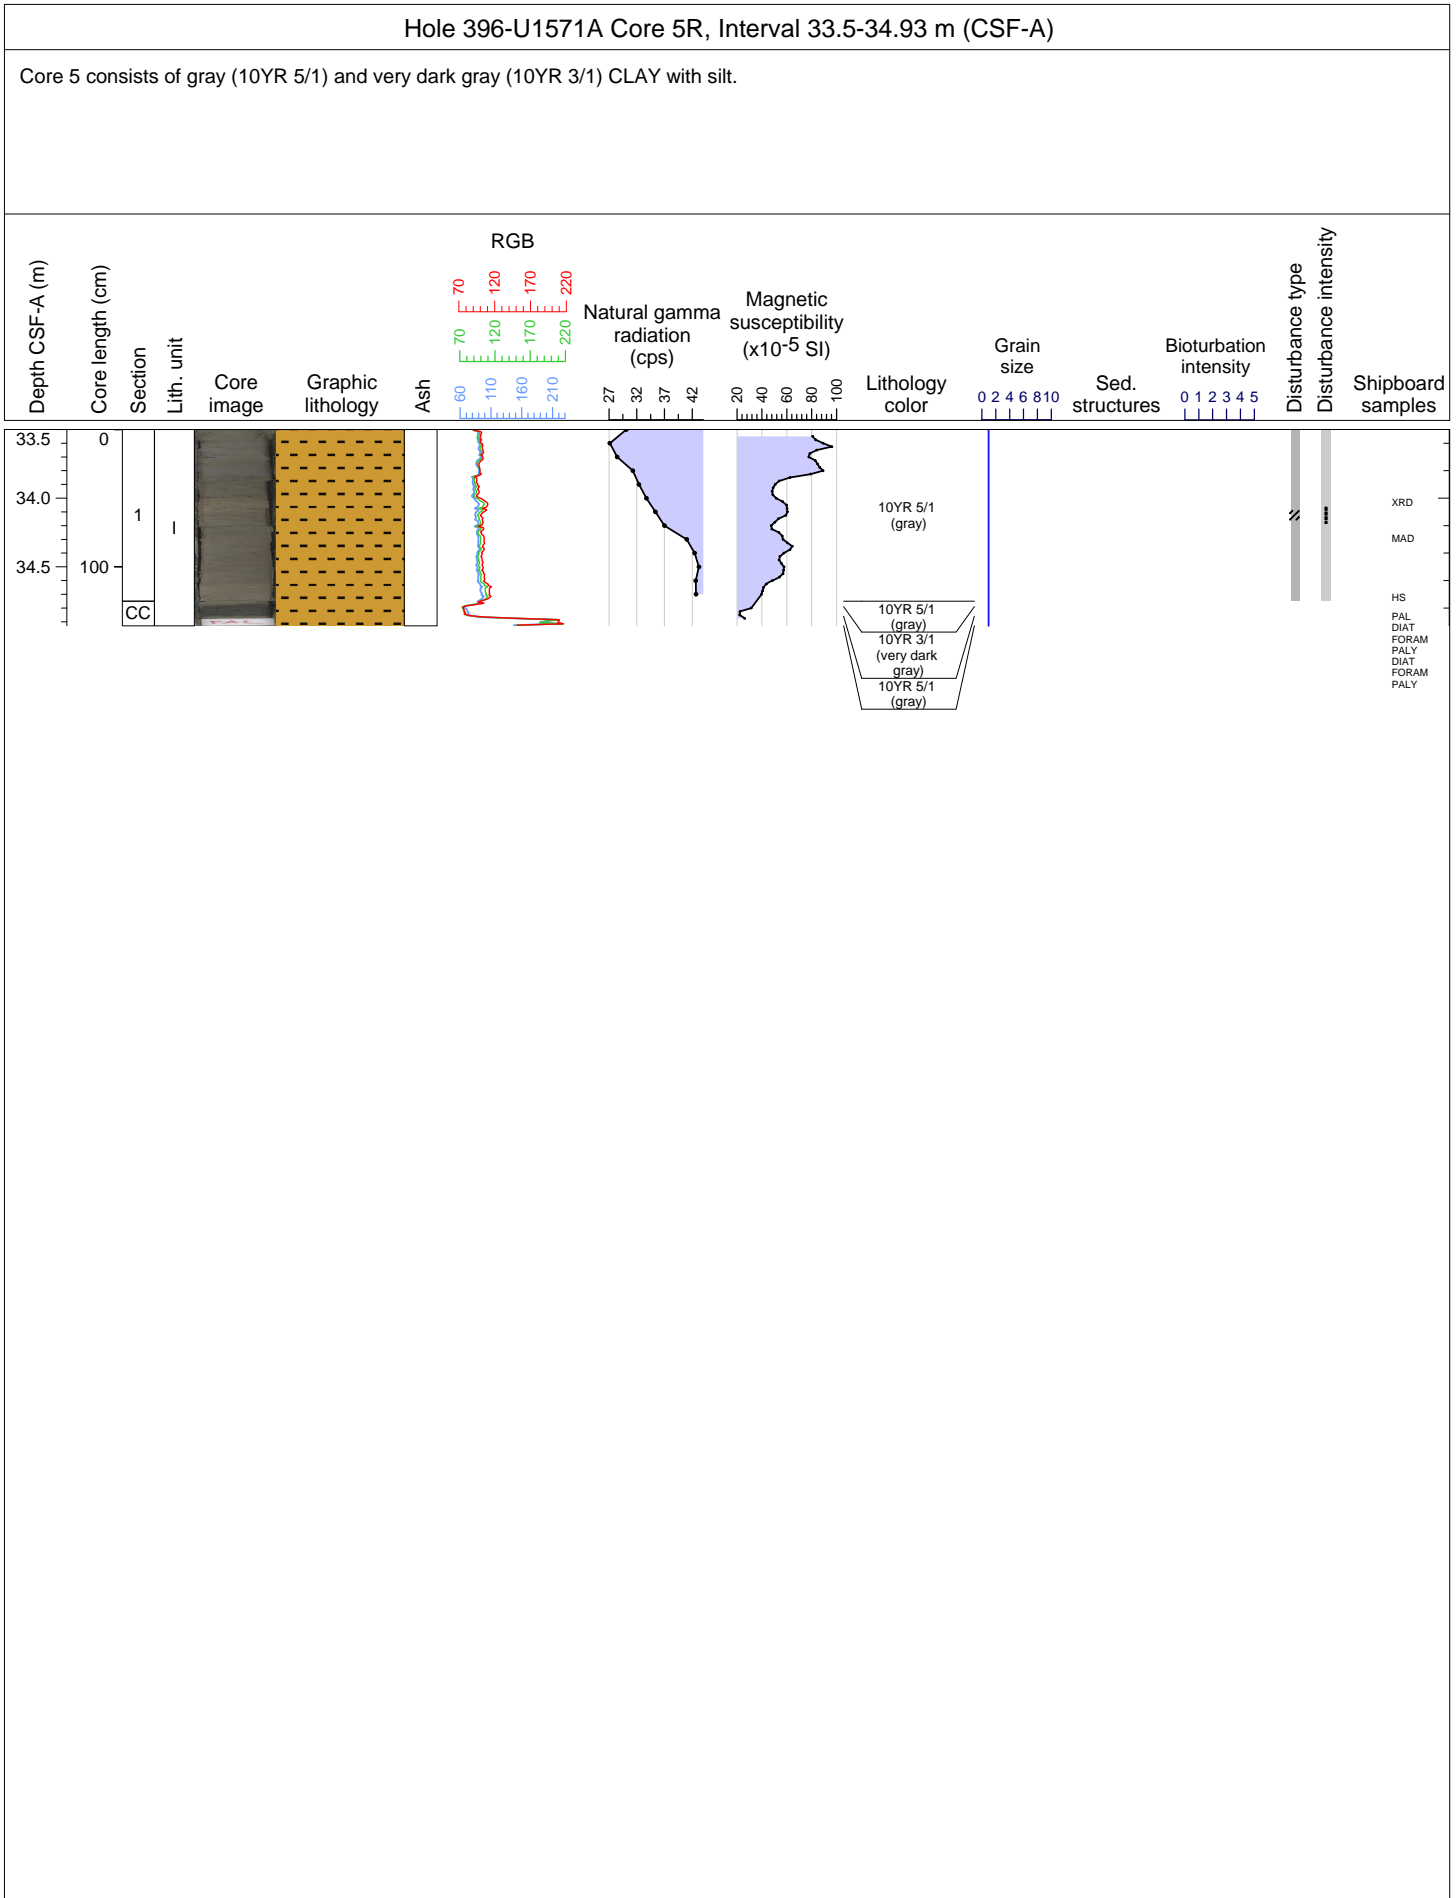 Hole 396-U1571A Core 5R, Interval 33.5-34.93 m (CSF-A)
Core 5 consists of gray (10YR 5/1) and very dark gray (10YR 3/1) CLAY with silt.
Depth CSF-A (m)
Core length (cm)
Section
Lith. unit
Core
image
Graphic
lithology
Ash
RGB
70 120 170 220
70 120 170 220
60 110 160 210
Natural gamma
radiation
(cps)
27 32 37 42
Magnetic
susceptibility
(x10-5 SI)
20 40 60 80 100
Lithology
color
Grain
size
0 2 4 6 8 10
Sed.
structures
Bioturbation
intensity
0 1 2 3 4 5
Disturbance type
Disturbance intensity
Shipboard
samples
33.5
34.0
34.5
0
100
1
CC
I
PAL
10YR 5/1
(gray)
10YR 5/1
(gray)
10YR 3/1
(very dark
gray)
10YR 5/1
(gray)
XRD
MAD
HS
PAL
DIAT
FORAM
PALY
DIAT
FORAM
PALY